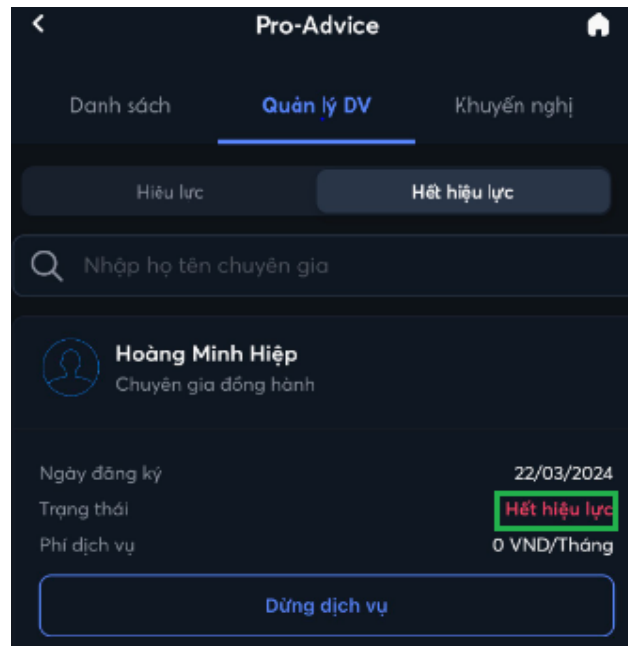 Pro-Advice
Danh sách Quản lý DV Khuyến nghị
Hiệu lực Hết hiệu lực
Nhập họ tên chuyên gia
Hoàng Minh Hiệp
Chuyên gia đồng hành
Ngày đăng ký 22/03/2024
Trạng thái Hết hiệu lực
Phí dịch vụ 0 VND/Tháng
Dừng dịch vụ